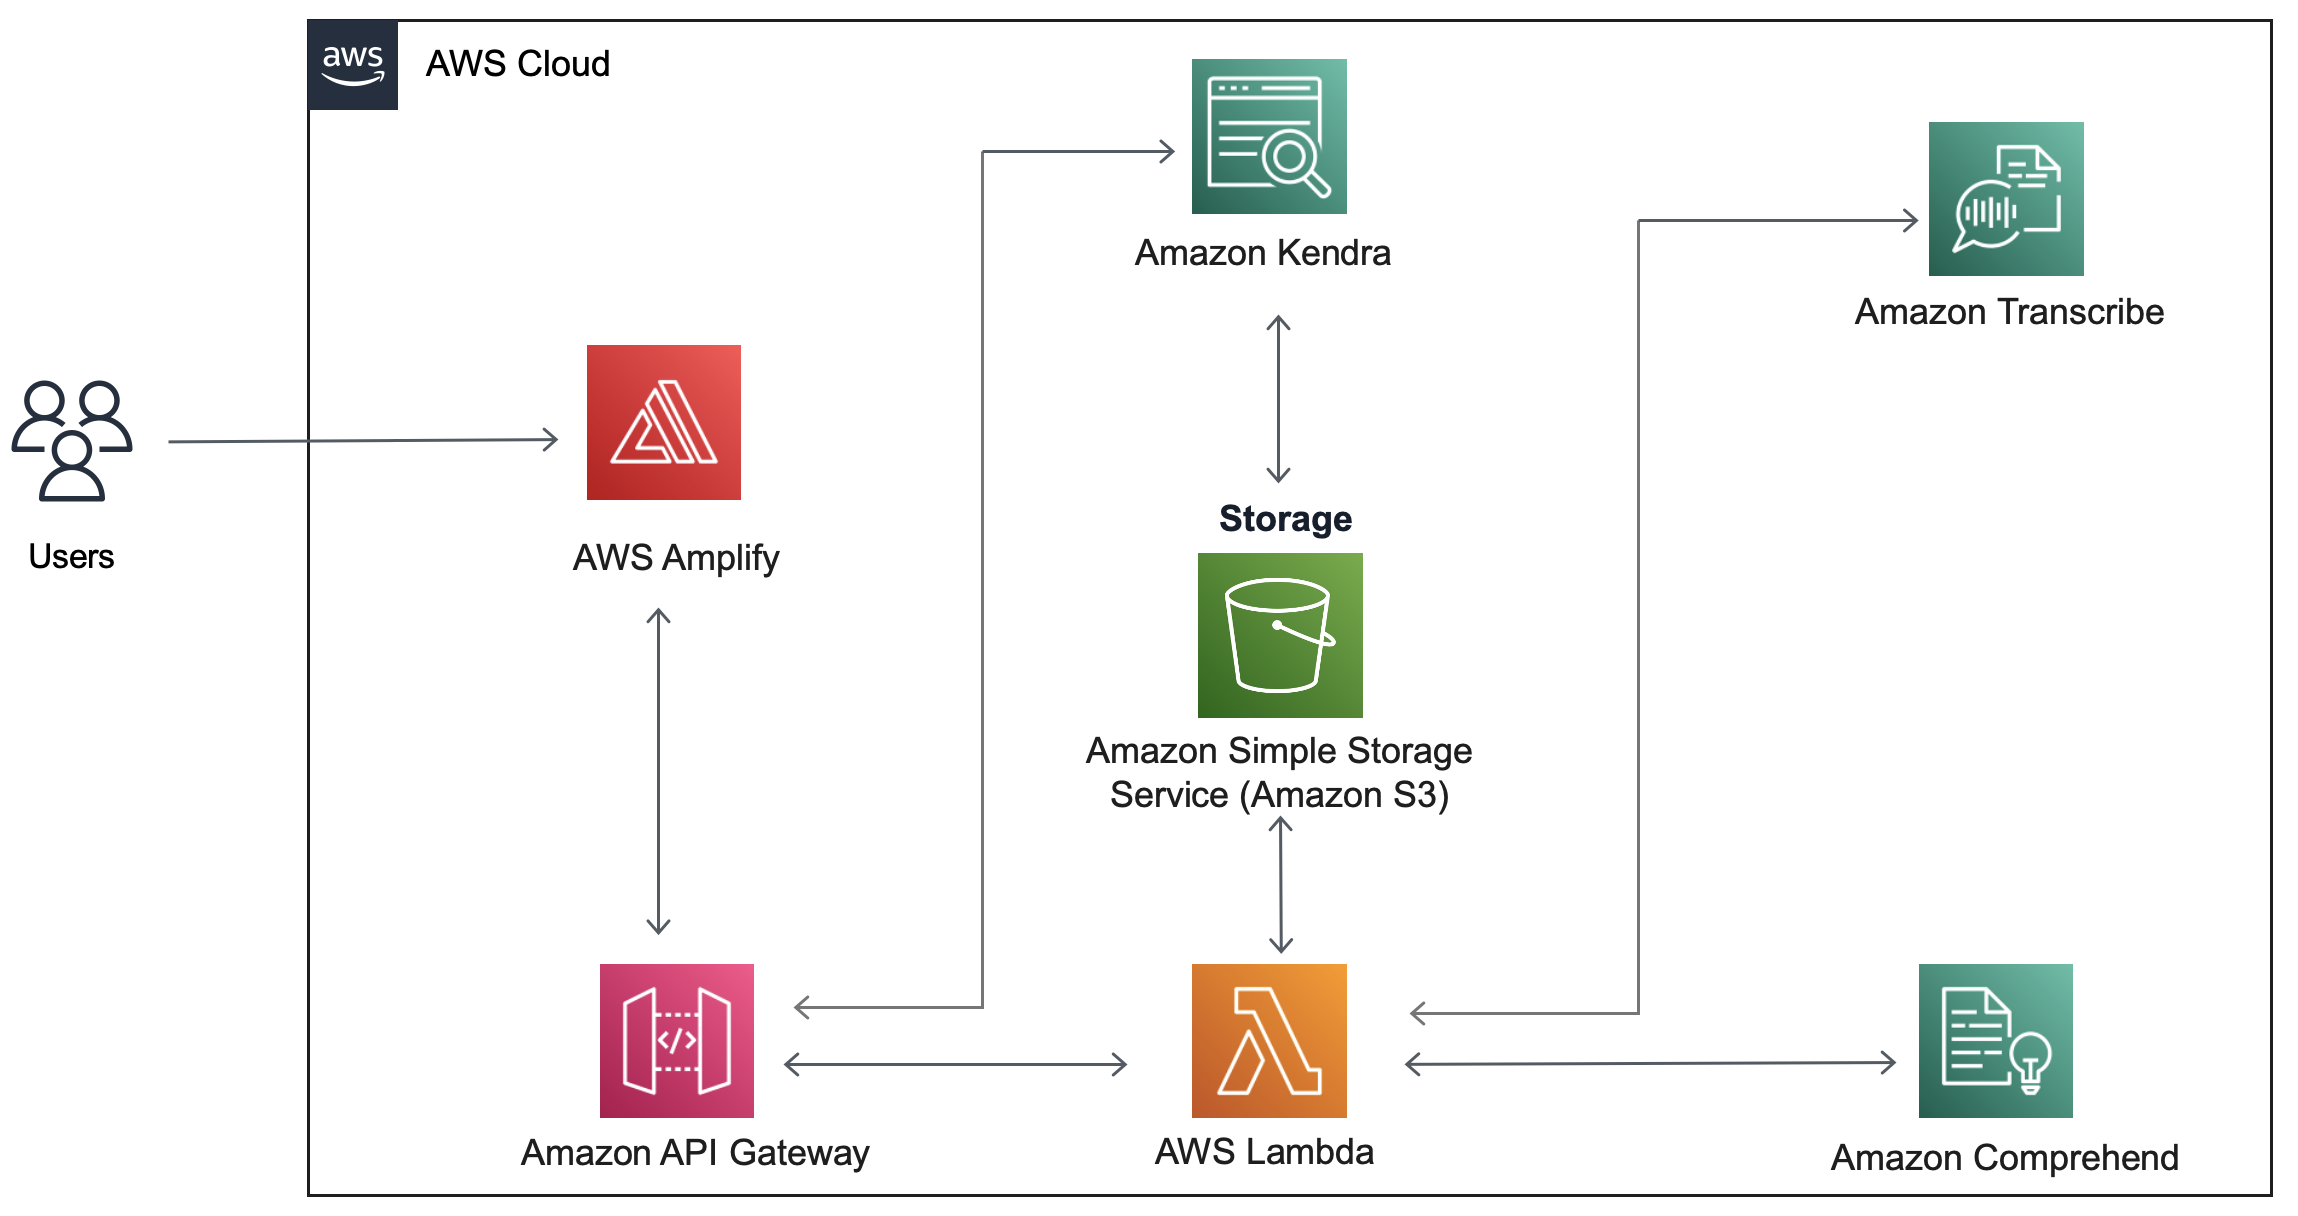 aws
AWS Cloud
Amazon Kendra
Amazon Transcribe
Users
AWS Amplify
Storage
Amazon Simple Storage
Service (Amazon S3)
</>
Amazon API Gateway
AWS Lambda
Amazon Comprehend